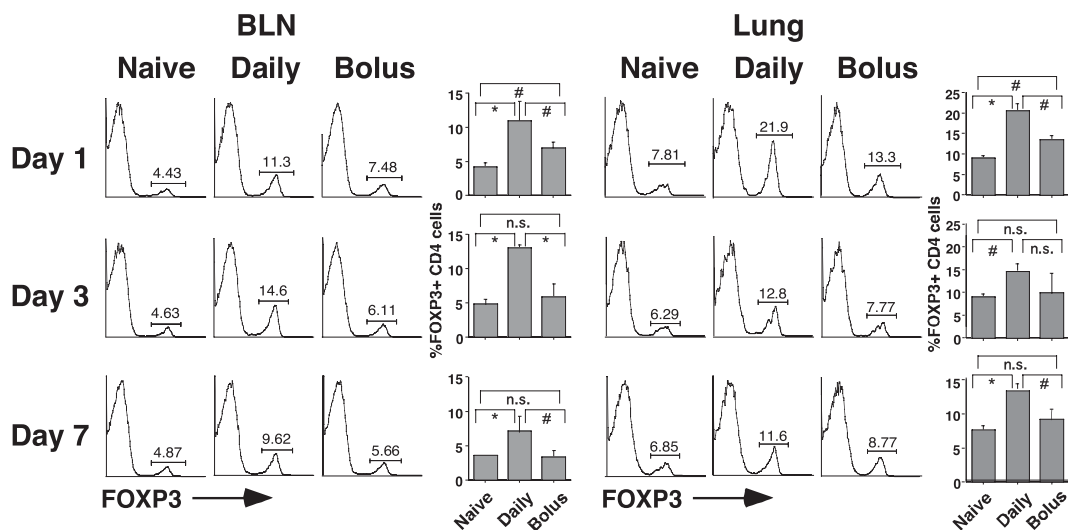 BLN Lung
Naive Daily Bolus Naive Daily Bolus
Day 1
4.43 11.3 7.48
15 10 5 0
# * #
7.81 21.9 13.3
25 20 15 10 5 0
# * #
Day 3
4.63 14.6 6.11
%FOXP3+ CD4 cells
15 10 5 0
n.s. * *
6.29 12.8 7.77
%FOXP3+ CD4 cells
25 20 15 10 5 0
n.s. # n.s.
Day 7
4.87 9.62 5.66
15 10 5 0
n.s. * #
6.85 11.6 8.77
15 10 5 0
n.s. * #
FOXP3 Naive Daily Bolus FOXP3 Naive Daily Bolus